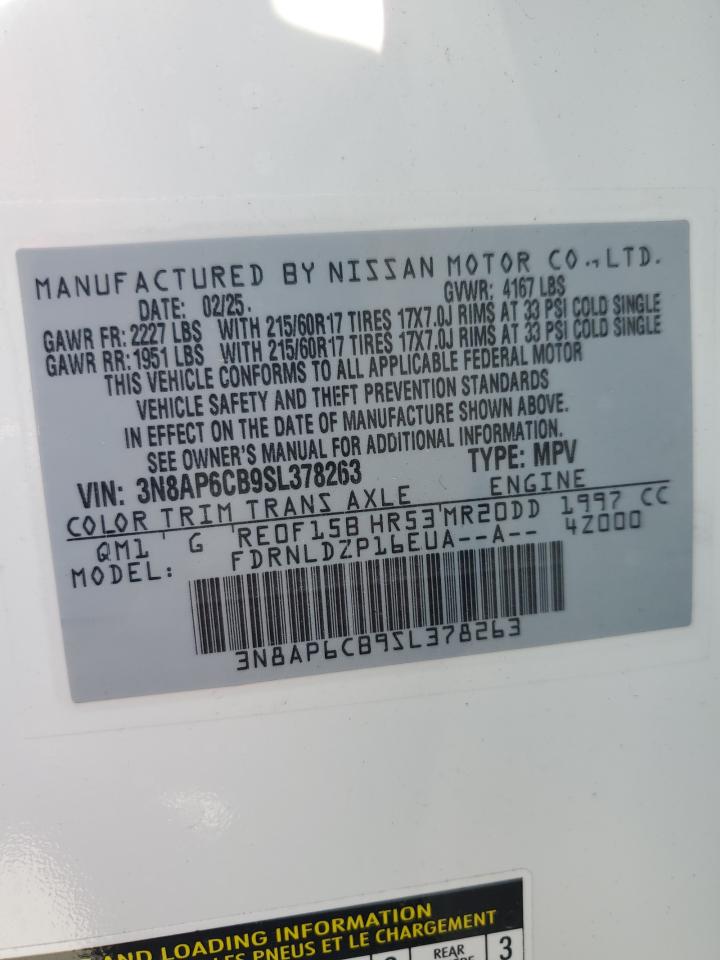 MANUFACTURED BY NISSAN MOTOR CO.,LTD.
DATE: 02/25. GVWR: 4167 LBS
GAWR FR: 2227 LBS WITH 215/60R17 TIRES 17X7.0J RIMS AT 33 PSI COLD SINGLE
GAWR RR: 1951 LBS WITH 215/60R17 TIRES 17X7.0J RIMS AT 33 PSI COLD SINGLE
THIS VEHICLE CONFORMS TO ALL APPLICABLE FEDERAL MOTOR
VEHICLE SAFETY AND THEFT PREVENTION STANDARDS
IN EFFECT ON THE DATE OF MANUFACTURE SHOWN ABOVE.
SEE OWNER'S MANUAL FOR ADDITIONAL INFORMATION.
VIN: 3N8AP6CB9SL378263 TYPE: MPV
COLOR TRIM TRANS AXLE ENGINE
QM1 G RE0F15B HR53 MR20DD 1997 CC
MODEL: FDRNLDZP16EUA--A-- 4Z000
3N8AP6CB9SL378263
AND LOADING INFORMATION
LES PNEUS ET LE CHARGEMENT
REAR 3